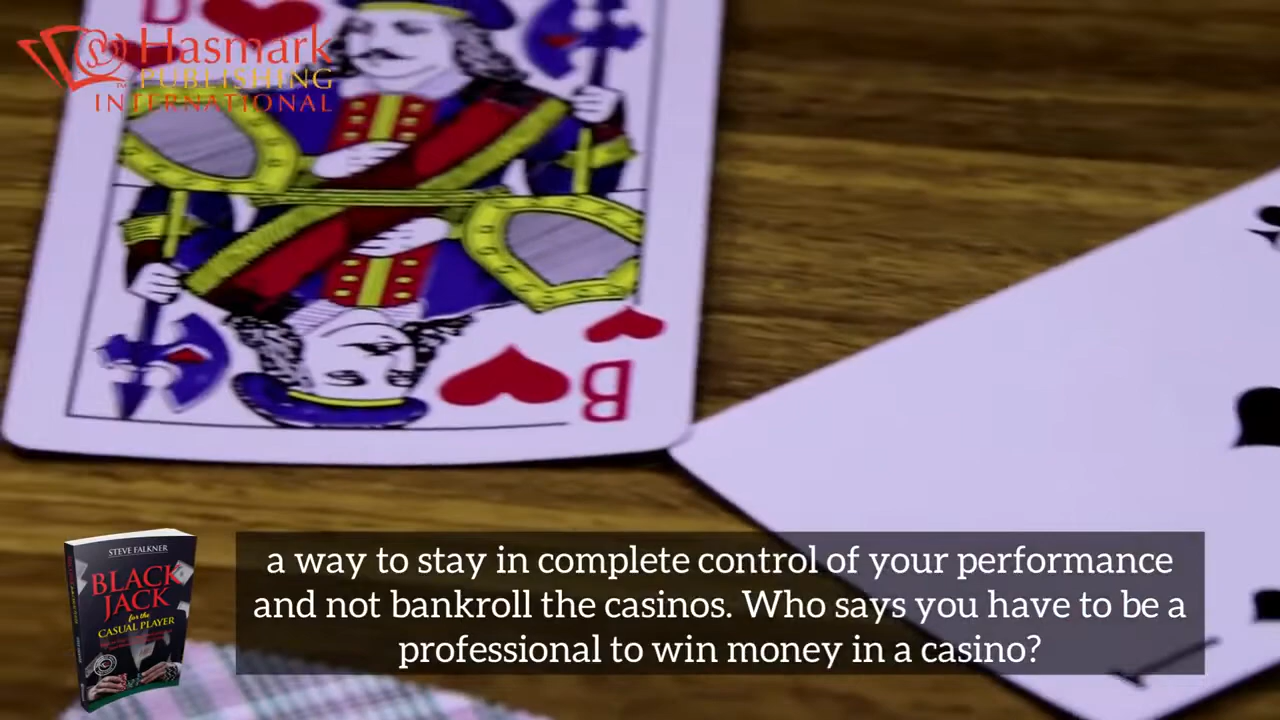 Hasmark
PUBLISHING
INTERNATIONAL
B
B
a way to stay in complete control of your performance
and not bankroll the casinos. Who says you have to be a
professional to win money in a casino?
STEVE FALKNER
BLACK
JACK
for the
CASUAL PLAYER